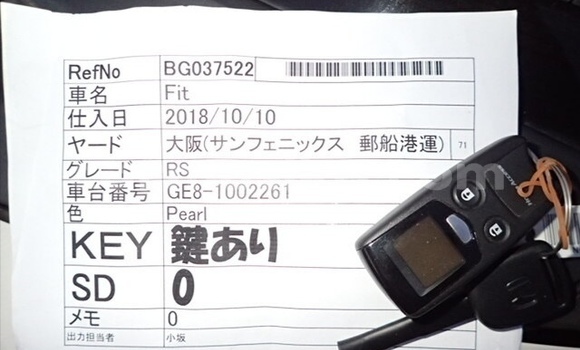 RefNo BG037522
車名 Fit
仕入日 2018/10/10
ヤード 大阪(サンフェニックス 郵船港運) 71
グレード RS
車台番号 GE8-1002261
色 Pearl
KEY 鍵あり
SD 0
メモ 0
出力担当者 小坂